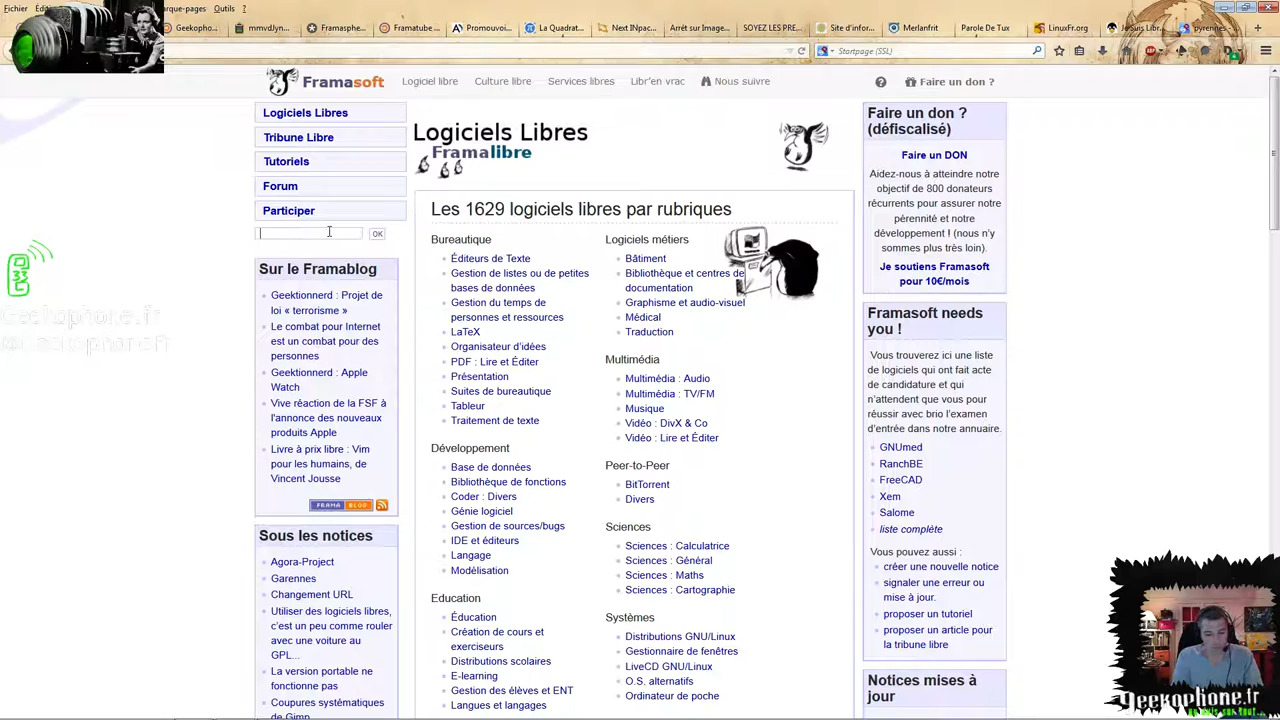 Fichier
Outils ?
Geekopho...
mmvdlyn...
Framasphe...
Framatube ...
Promouvoi...
La Quadrat...
Next INpac...
Arrêt sur Image...
SOYEZ LES PRE...
Site d'infor...
Merlanfrit
Parole De Tux
LinuxFr.org
pyrennes - ...
Startpage (SSL)
Framasoft
Logiciel libre
Culture libre
Services libres
Libr'en vrac
Nous suivre
Faire un don ?
Logiciels Libres
Tribune Libre
Tutoriels
Forum
Participer
OK
Sur le Framablog
Geektionnerd : Projet de
loi « terrorisme »
Le combat pour Internet
est un combat pour des
personnes
Geektionnerd : Apple
Watch
Vive réaction de la FSF à
l'annonce des nouveaux
produits Apple
Livre à prix libre : Vim
pour les humains, de
Vincent Jousse
FRAMA BLOG
Sous les notices
Agora-Project
Garennes
Changement URL
Utiliser des logiciels libres,
c'est un peu comme rouler
avec une voiture au
GPL...
La version portable ne
fonctionne pas
Coupures systématiques
de Gimp
Logiciels Libres
Framalibre
Les 1629 logiciels libres par rubriques
Bureautique
Éditeurs de Texte
Gestion de listes ou de petites
bases de données
Gestion du temps de
personnes et ressources
LaTeX
Organisateur d'idées
PDF : Lire et Éditer
Présentation
Suites de bureautique
Tableur
Traitement de texte
Développement
Base de données
Bibliothèque de fonctions
Coder : Divers
Génie logiciel
Gestion de sources/bugs
IDE et éditeurs
Langage
Modélisation
Education
Éducation
Création de cours et
exerciseurs
Distributions scolaires
E-learning
Gestion des élèves et ENT
Langues et langages
Logiciels métiers
Bâtiment
Bibliothèque et centres de
documentation
Graphisme et audio-visuel
Médical
Traduction
Multimédia
Multimédia : Audio
Multimédia : TV/FM
Musique
Vidéo : DivX & Co
Vidéo : Lire et Éditer
Peer-to-Peer
BitTorrent
Divers
Sciences
Sciences : Calculatrice
Sciences : Général
Sciences : Maths
Sciences : Cartographie
Systèmes
Distributions GNU/Linux
Gestionnaire de fenêtres
LiveCD GNU/Linux
O.S. alternatifs
Ordinateur de poche
Faire un don ?
(défiscalisé)
Faire un DON
Aidez-nous à atteindre notre
objectif de 800 donateurs
récurrents pour assurer notre
pérennité et notre
développement ! (nous n'y
sommes plus très loin).
Je soutiens Framasoft
pour 10€/mois
Framasoft needs
you !
Vous trouverez ici une liste
de logiciels qui ont fait acte
de candidature et qui
n'attendent que vous pour
réussir avec brio l'examen
d'entrée dans notre annuaire.
GNUmed
RanchBE
FreeCAD
Xem
Salome
liste complète
Vous pouvez aussi :
créer une nouvelle notice
signaler une erreur ou
mise à jour.
proposer un tutoriel
proposer un article pour
la tribune libre
Notices mises à
jour
Geekophone.fr
@Geekophonefr
Geekophone.fr